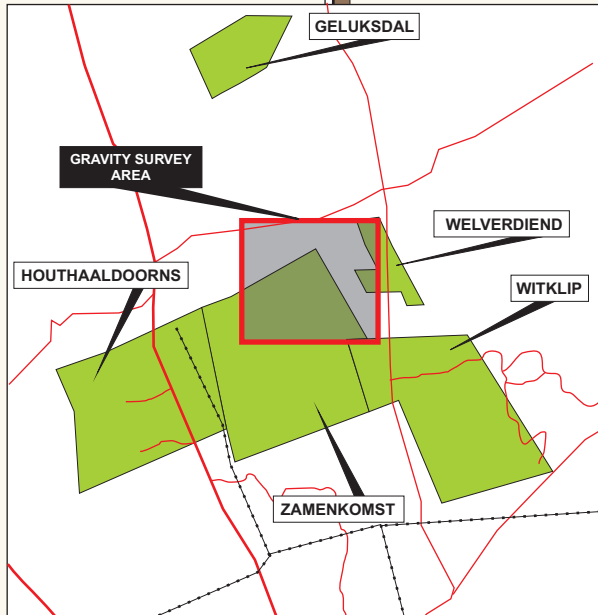 GELUKSDAL
GRAVITY SURVEY
AREA
WELVERDIEND
HOUTHAALDOORNS
WITKLIP
ZAMENKOMST